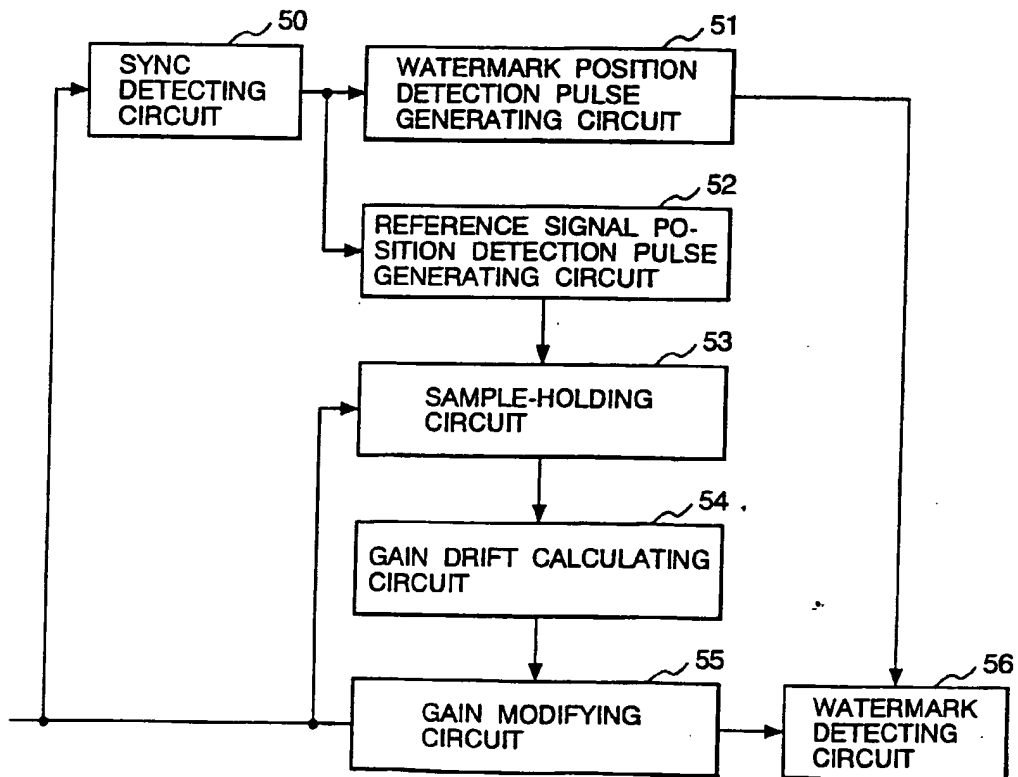 50
SYNC
DETECTING
CIRCUIT
51
WATERMARK POSITION
DETECTION PULSE
GENERATING CIRCUIT
52
REFERENCE SIGNAL PO-
SITION DETECTION PULSE
GENERATING CIRCUIT
53
SAMPLE-HOLDING
CIRCUIT
54
GAIN DRIFT CALCULATING
CIRCUIT
55
GAIN MODIFYING
CIRCUIT
56
WATERMARK
DETECTING
CIRCUIT